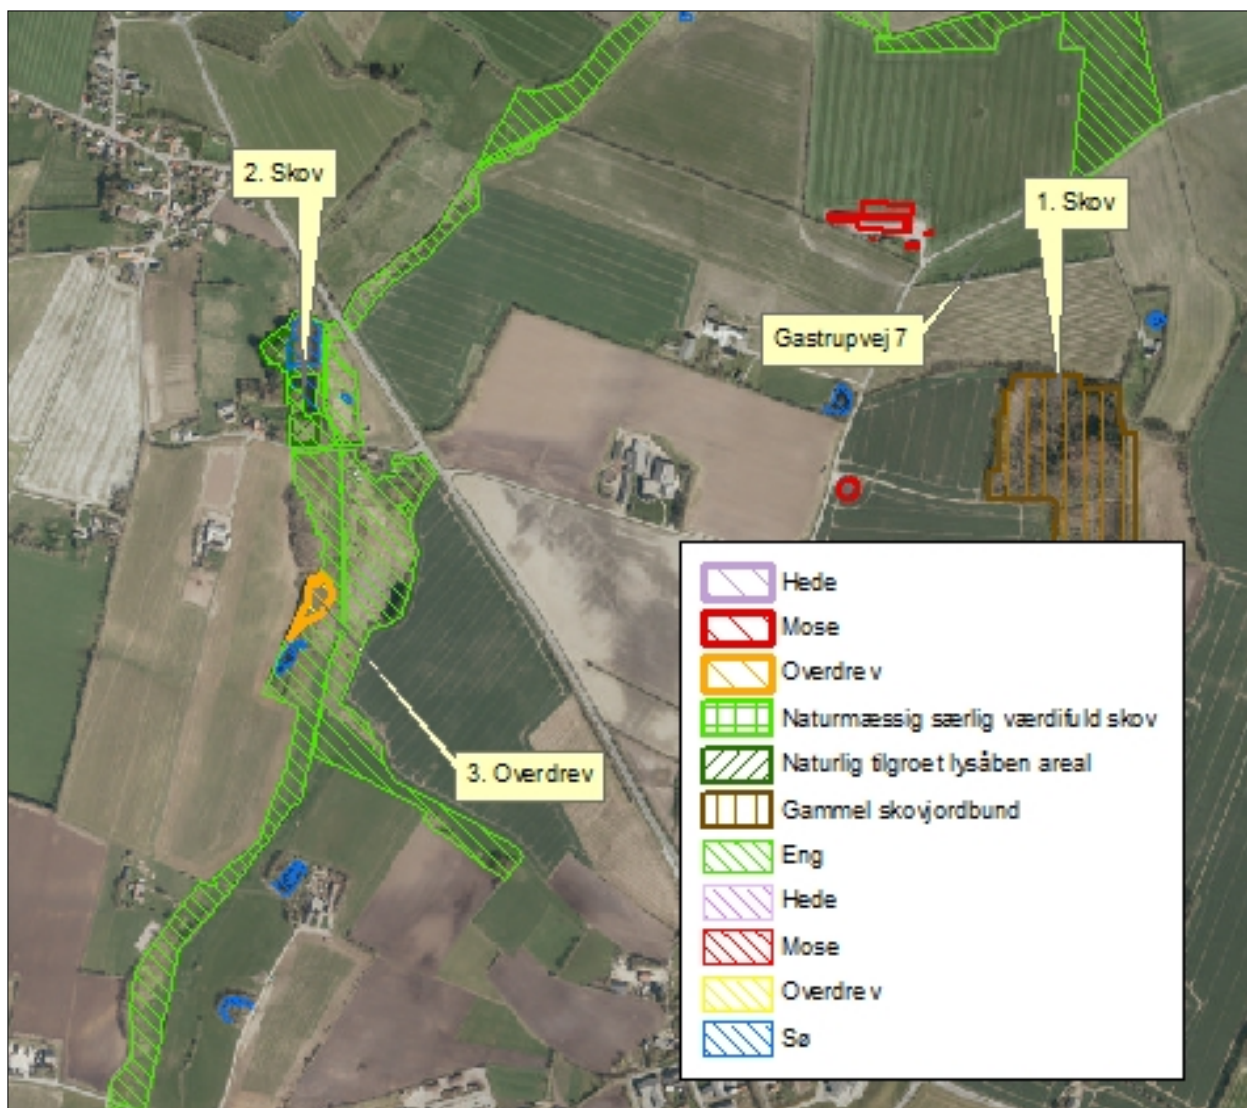 2. Skov
1. Skov
Gastrupvej 7
3. Overdrev
Hede
Mose
Overdrev
Naturmæssig særlig værdifuld skov
Naturlig tilgroet lysåben areal
Gammel skovjordbund
Eng
Hede
Mose
Overdrev
Sø